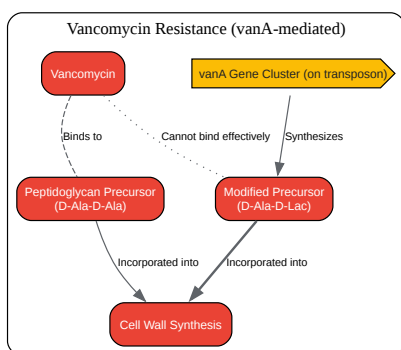 Vancomycin Resistance (vanA-mediated)
Vancomycin
vanA Gene Cluster (on transposon)
Binds to
Cannot bind effectively
Synthesizes
Peptidoglycan Precursor
(D-Ala-D-Ala)
Modified Precursor
(D-Ala-D-Lac)
Incorporated into
Incorporated into
Cell Wall Synthesis